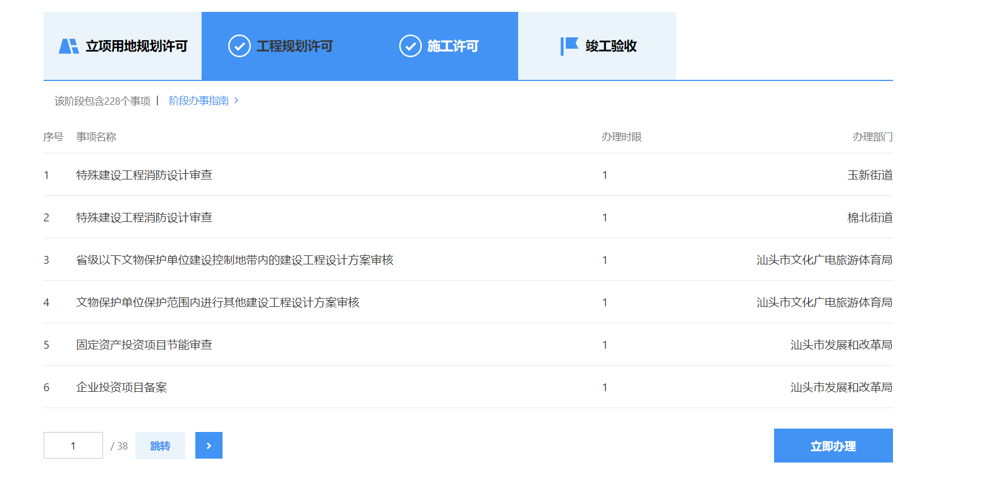 立项用地规划许可 工程规划许可 施工许可 竣工验收
该阶段包含228个事项 | 阶段办事指南 >
序号 事项名称 办理时限 办理部门
1 特殊建设工程消防设计审查 1 玉新街道
2 特殊建设工程消防设计审查 1 棉北街道
3 省级以下文物保护单位建设控制地带内的建设工程设计方案审核 1 汕头市文化广电旅游体育局
4 文物保护单位保护范围内进行其他建设工程设计方案审核 1 汕头市文化广电旅游体育局
5 固定资产投资项目节能审查 1 汕头市发展和改革局
6 企业投资项目备案 1 汕头市发展和改革局
1 / 38 跳转 > 立即办理